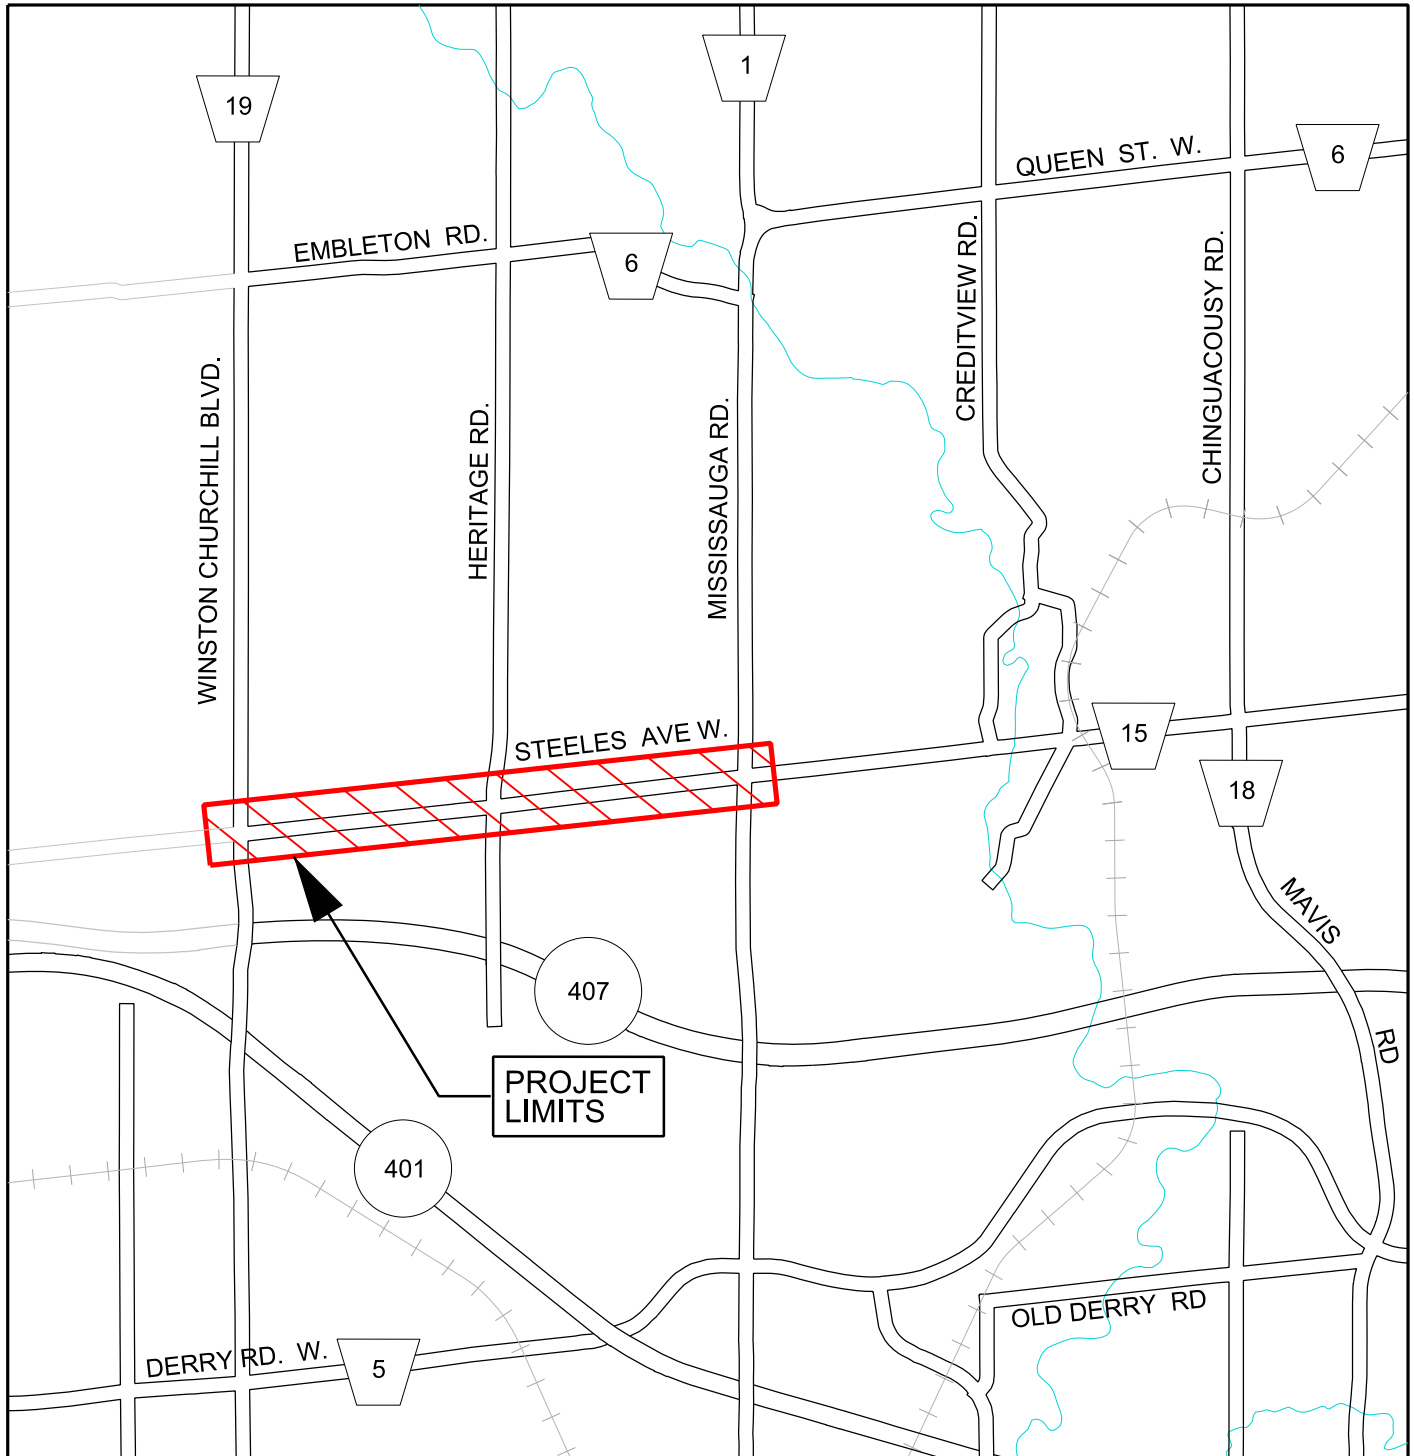 1
19
6
QUEEN ST. W.
EMBLETON RD.
6
CREDITVIEW RD.
CHINGUACOUSY RD.
WINSTON CHURCHILL BLVD.
HERITAGE RD.
MISSISSAUGA RD.
STEELES AVE W.
15
18
MAVIS
RD
407
PROJECT
LIMITS
401
OLD DERRY RD
DERRY RD. W.
5